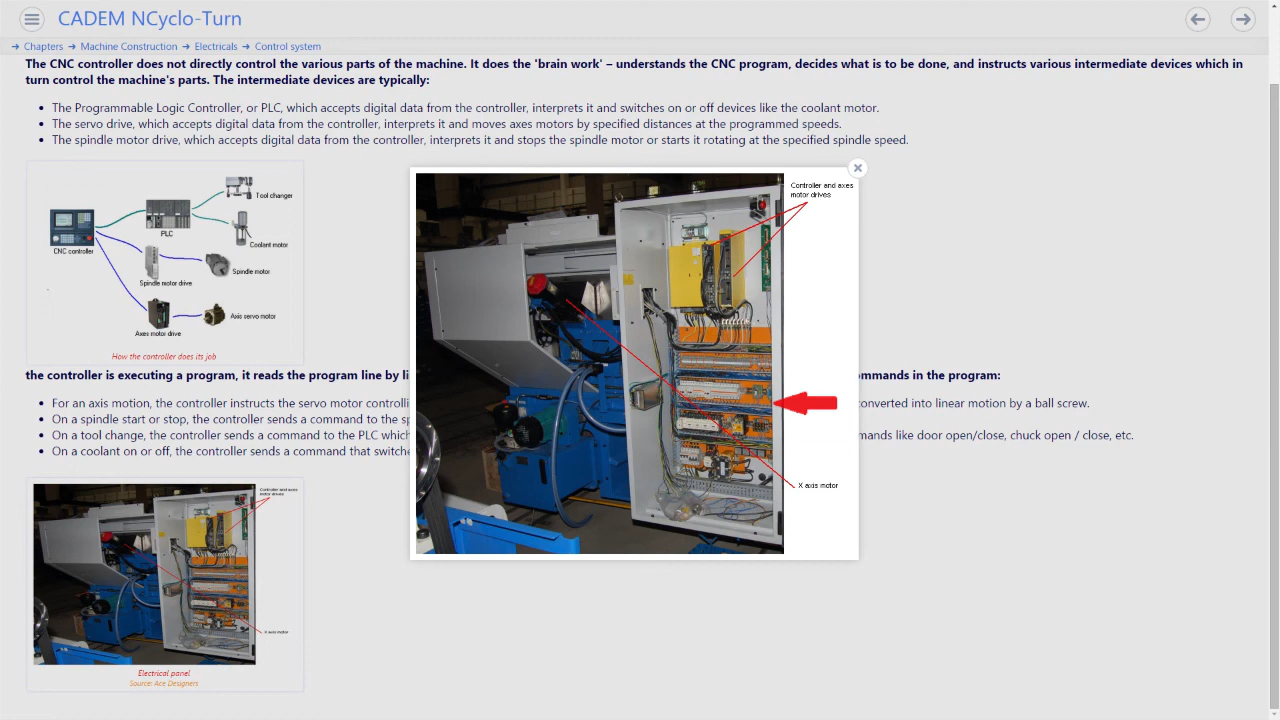 CADEM NCyclo-Turn
→ Chapters → Machine Construction → Electricals → Control system
The CNC controller does not directly control the various parts of the machine. It does the 'brain work' – understands the CNC program, decides what is to be done, and instructs various intermediate devices which in
turn control the machine's parts. The intermediate devices are typically:
• The Programmable Logic Controller, or PLC, which accepts digital data from the controller, interprets it and switches on or off devices like the coolant motor.
• The servo drive, which accepts digital data from the controller, interprets it and moves axes motors by specified distances at the programmed speeds.
• The spindle motor drive, which accepts digital data from the controller, interprets it and stops the spindle motor or starts it rotating at the specified spindle speed.
Tool changer
PLC
CNC controller
Coolant motor
Spindle motor
Spindle motor drive
Axis servo motor
Axes motor drive
How the controller does its job
Controller and axes
motor drives
X axis motor
the controller is executing a program, it reads the program line by li
mmands in the program:
• For an axis motion, the controller instructs the servo motor controlli
onverted into linear motion by a ball screw.
• On a spindle start or stop, the controller sends a command to the sp
• On a tool change, the controller sends a command to the PLC which
mands like door open/close, chuck open / close, etc.
• On a coolant on or off, the controller sends a command that switche
Controller and axes
motor drives
X axis motor
Electrical panel
Source: Ace Designers